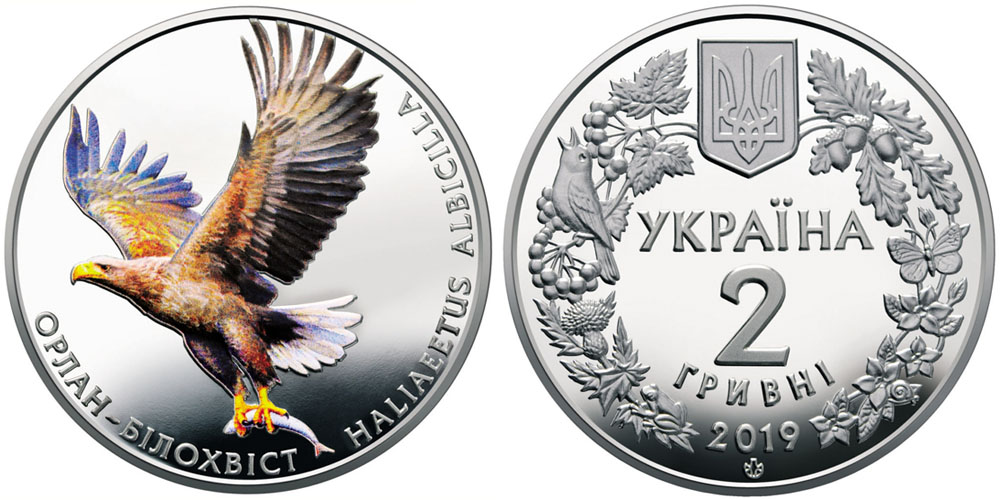 ОРЛАН-БІЛОХВІСТ
HALIAEETUS ALBICILLA
УКРАЇНА
2
ГРИВНІ
2019